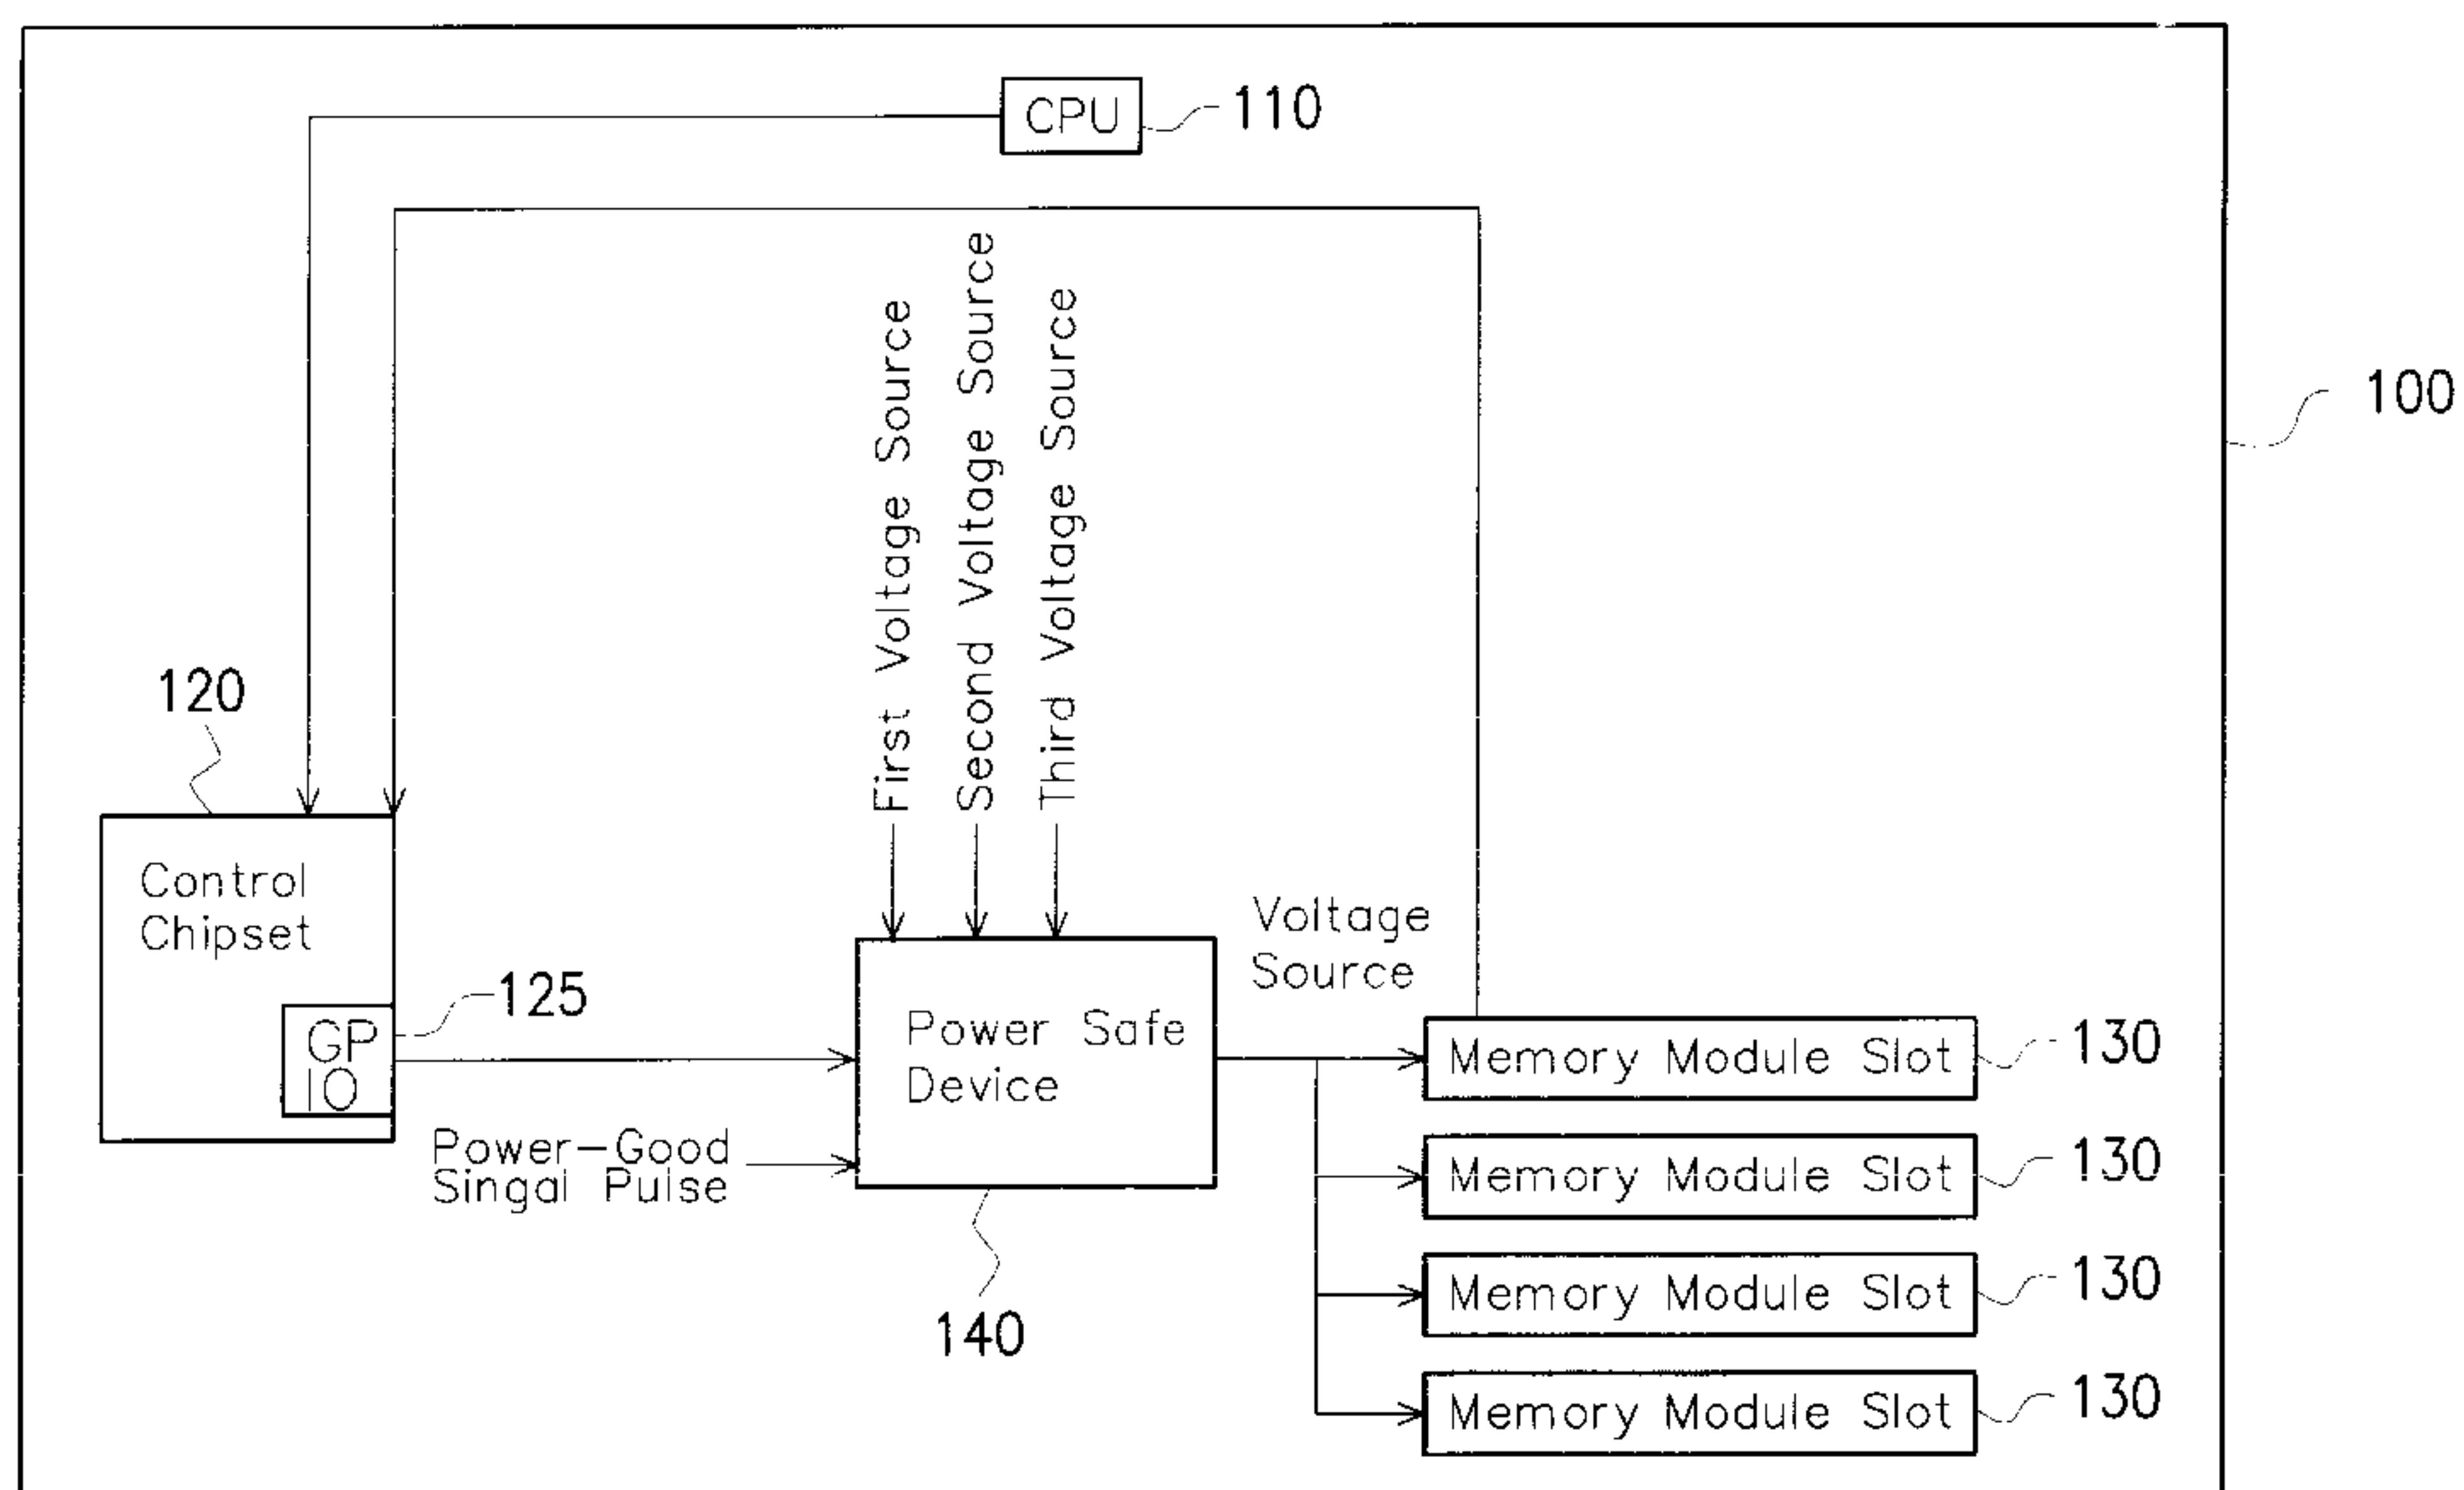 CPU
110
First Voltage Source
Second Voltage Source
Third Voltage Source
100
120
Control
Chipset
125
GP
IO
Power-Good
Singal Pulse
Power Safe
Device
140
Voltage
Source
Memory Module Slot
130
Memory Module Slot
130
Memory Module Slot
130
Memory Module Slot
130